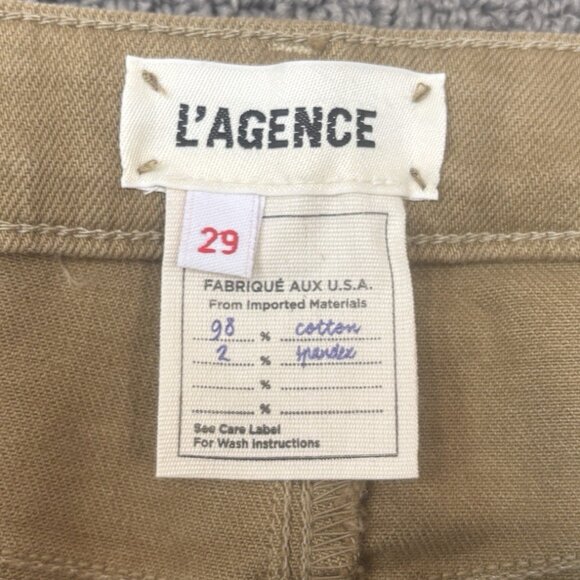 L'AGENCE
29
FABRIQUÉ AUX U.S.A.
From Imported Materials
98 % cotton
2 % spandex
%
%
See Care Label
For Wash Instructions